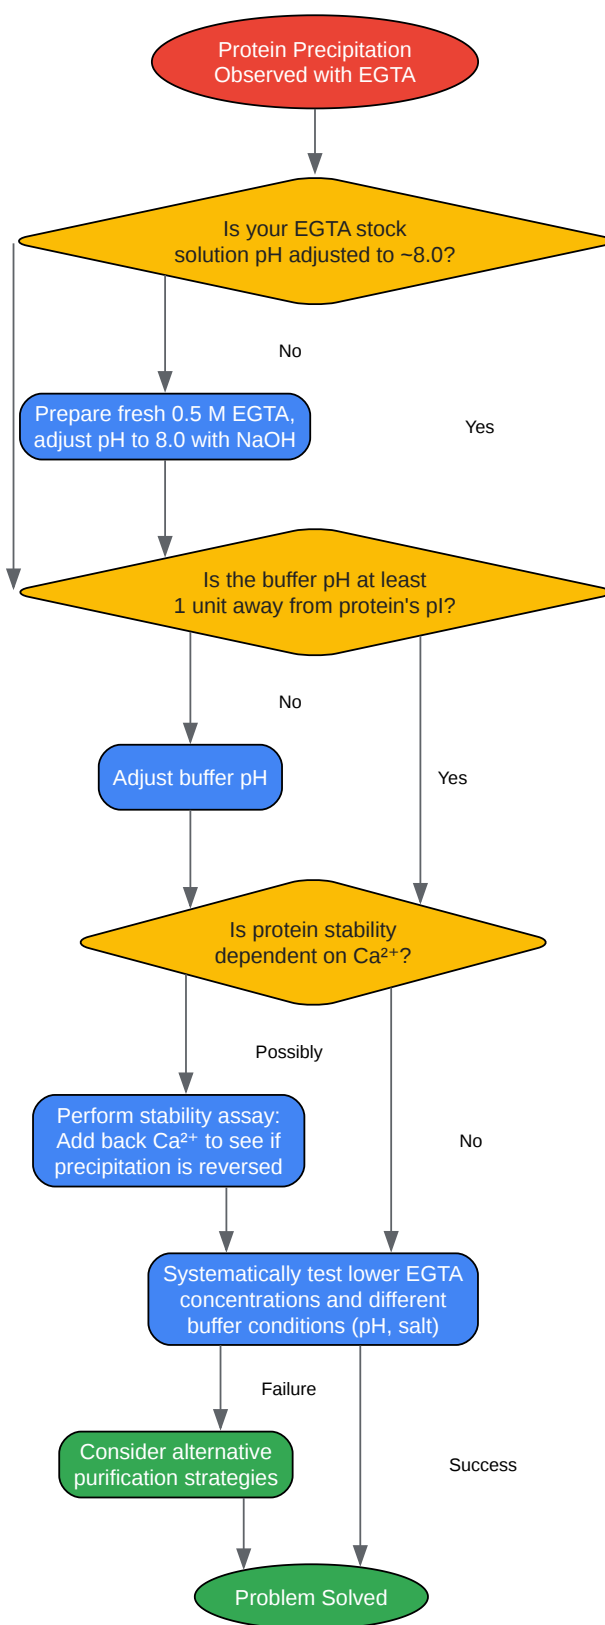 Protein Precipitation
Observed with EGTA
Is your EGTA stock
solution pH adjusted to ~8.0?
No
Prepare fresh 0.5 M EGTA,
adjust pH to 8.0 with NaOH
Yes
Is the buffer pH at least
1 unit away from protein's pI?
No
Adjust buffer pH
Yes
Is protein stability
dependent on Ca²⁺?
Possibly
Perform stability assay:
Add back Ca²⁺ to see if
precipitation is reversed
No
Systematically test lower EGTA
concentrations and different
buffer conditions (pH, salt)
Failure
Consider alternative
purification strategies
Success
Problem Solved